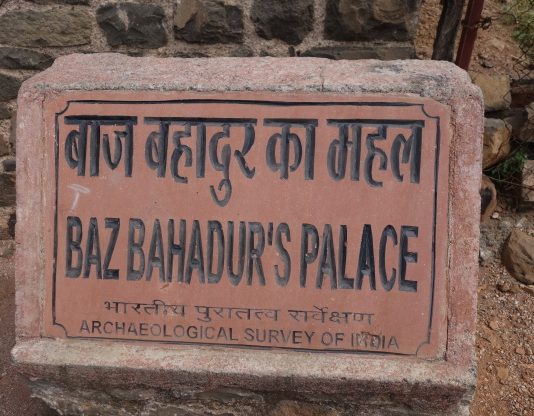 बाज बहादुर का महल
BAZ BAHADUR'S PALACE
भारतीय पुरातत्व सर्वेक्षण
ARCHAEOLOGICAL SURVEY OF INDIA